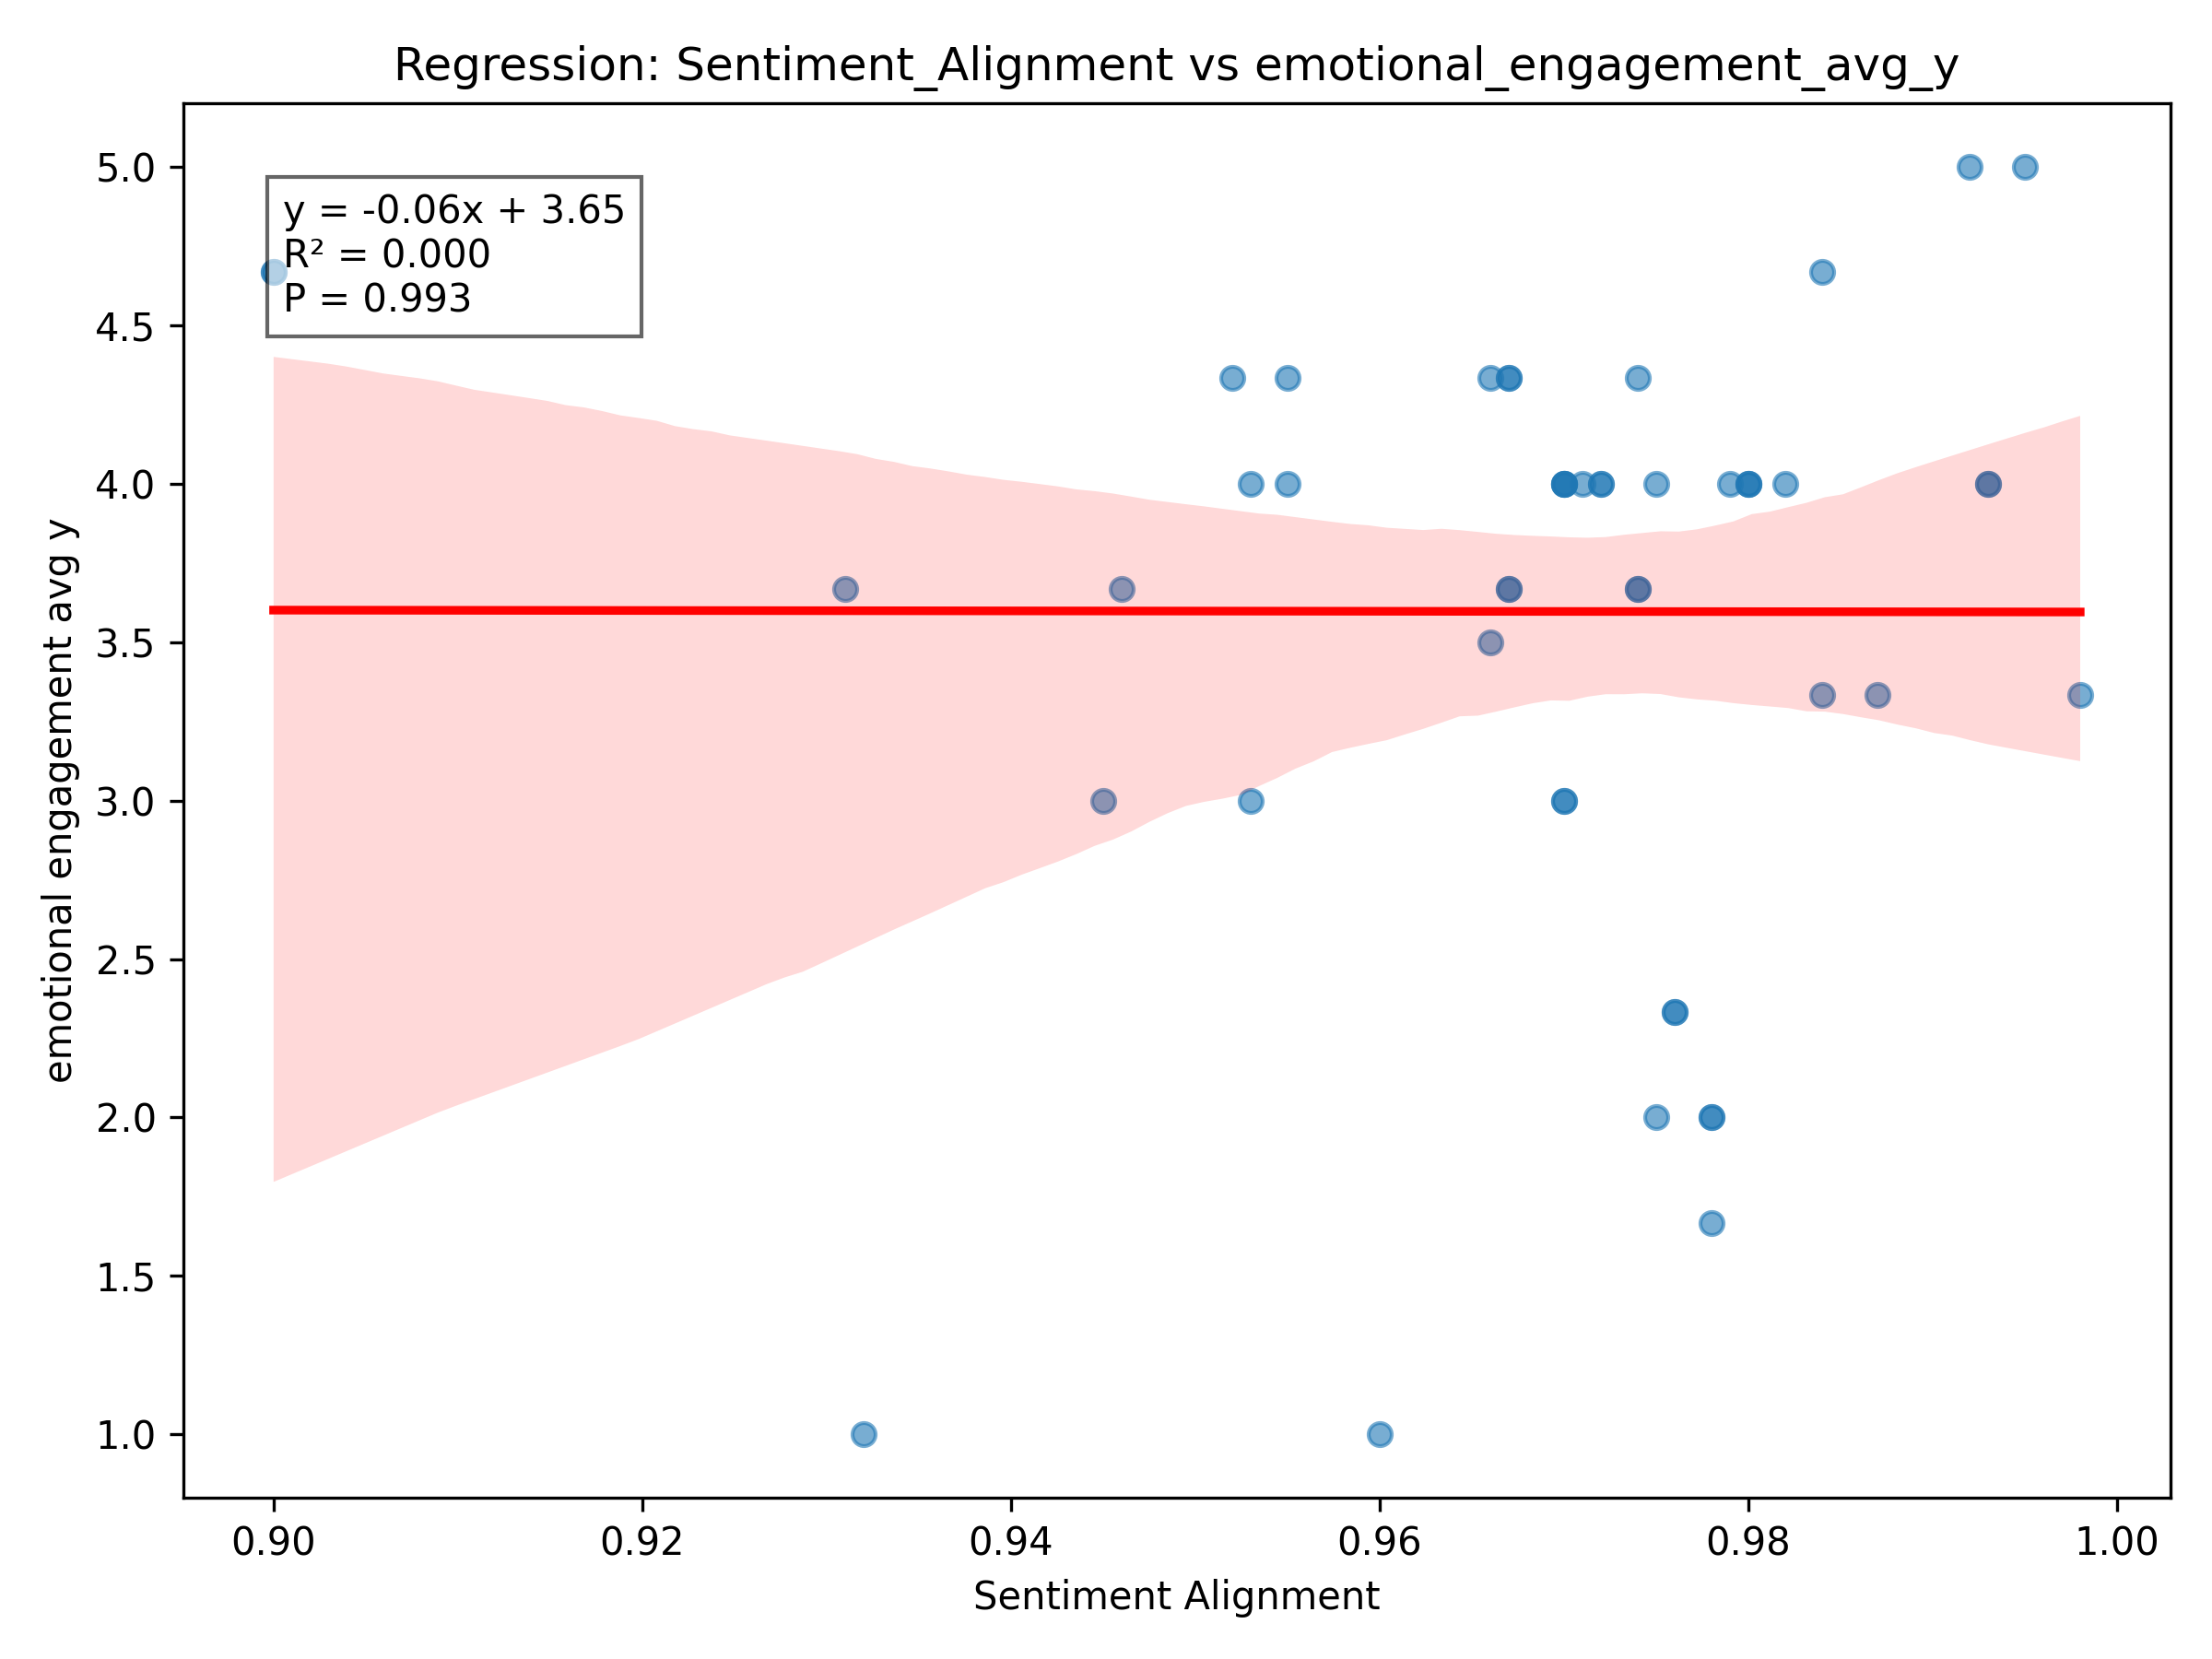 Regression: Sentiment_Alignment vs emotional_engagement_avg_y
y = -0.06x + 3.65
R² = 0.000
P = 0.993
emotional engagement avg y
5.0
4.5
4.0
3.5
3.0
2.5
2.0
1.5
1.0
0.90 0.92 0.94 0.96 0.98 1.00
Sentiment Alignment